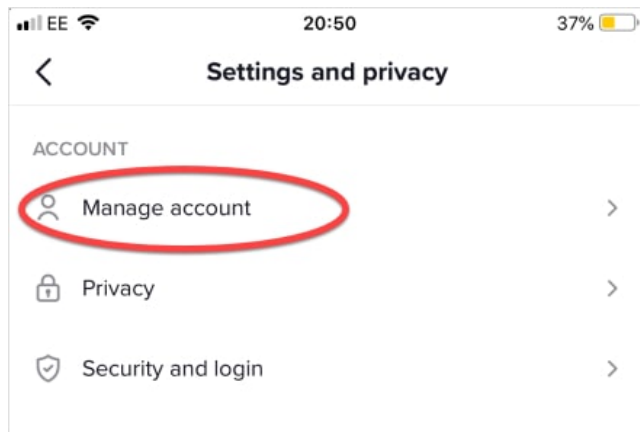 EE 20:50 37%
Settings and privacy
ACCOUNT
Manage account
Privacy
Security and login